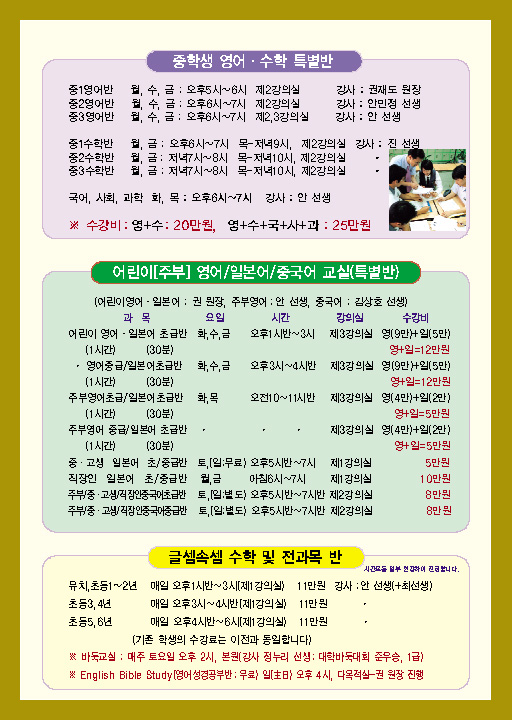 중학생 영어·수학 특별반
중1영어반 월, 수, 금 : 오후5시~6시 제2강의실 강사 : 권재도 원장
중2영어반 월, 수, 금 : 오후6시~7시 제2강의실 강사 : 안민정 선생
중3영어반 월, 수, 금 : 오후6시~7시 제2,3강의실 강사 : 안 선생
중1수학반 월, 금 : 오후6시~7시 목-저녁9시, 제2강의실 강사 : 진 선생
중2수학반 월, 금 : 저녁7시~8시 목-저녁10시, 제2강의실 〃
중3수학반 월, 금 : 저녁7시~8시 목-저녁10시, 제2강의실 〃
국어, 사회, 과학 화, 목 : 오후6시~7시 강사 : 안 선생
※ 수강비 : 영+수 : 20만원, 영+수+국+사+과 : 25만원
어린이[주부] 영어/일본어/중국어 교실(특별반)
(어린이영어·일본어 : 권 원장, 주부영어 : 안 선생, 중국어 : 김상호 선생)
과 목 요일 시간 강의실 수강비
어린이 영어·일본어 초급반 화,수,금 오후1시반~3시 제3강의실 영(9만)+일(5만)
(1시간) (30분) 영+일=12만원
〃 영어중급/일본어초급반 화,수,금 오후3시~4시반 제3강의실 영(9만)+일(5만)
(1시간) (30분) 영+일=12만원
주부영어초급/일본어초급반 화,목 오전10~11시반 제3강의실 영(4만)+일(2만)
(1시간) (30분) 영+일=5만원
주부영어 중급/일본어 초급반 〃 〃 〃 제3강의실 영(4만)+일(2만)
(1시간) (30분) 영+일=5만원
중·고생 일본어 초/중급반 토,(일:무료) 오후5시반~7시 제1강의실 5만원
직장인 일본어 초/중급반 월,금 아침6시~7시 제1강의실 10만원
주부/중·고생/직장인중국어초급반 토,(일:별도) 오후5시반~7시반 제2강의실 8만원
주부/중·고생/직장인중국어중급반 토,(일:별도) 오후5시반~7시반 제2강의실 8만원
글셈속셈 수학 및 전과목 반
유치,초등1~2년 매일 오후1시반~3시(제1강의실) 11만원 강사 : 안 선생(+최선생)
초등3,4년 매일 오후3시~4시반(제1강의실) 11만원 〃
초등5,6년 매일 오후4시반~6시(제1강의실) 11만원 〃
(기존 학생의 수강료는 이전과 동일합니다)
※ 바둑교실 : 매주 토요일 오후 2시, 본원(강사 정누리 선생 : 대학바둑대회 준우승, 1급)
※ English Bible Study(영어성경공부반 : 무료) 일(主日) 오후 4시, 다목적실-권 원장 진행